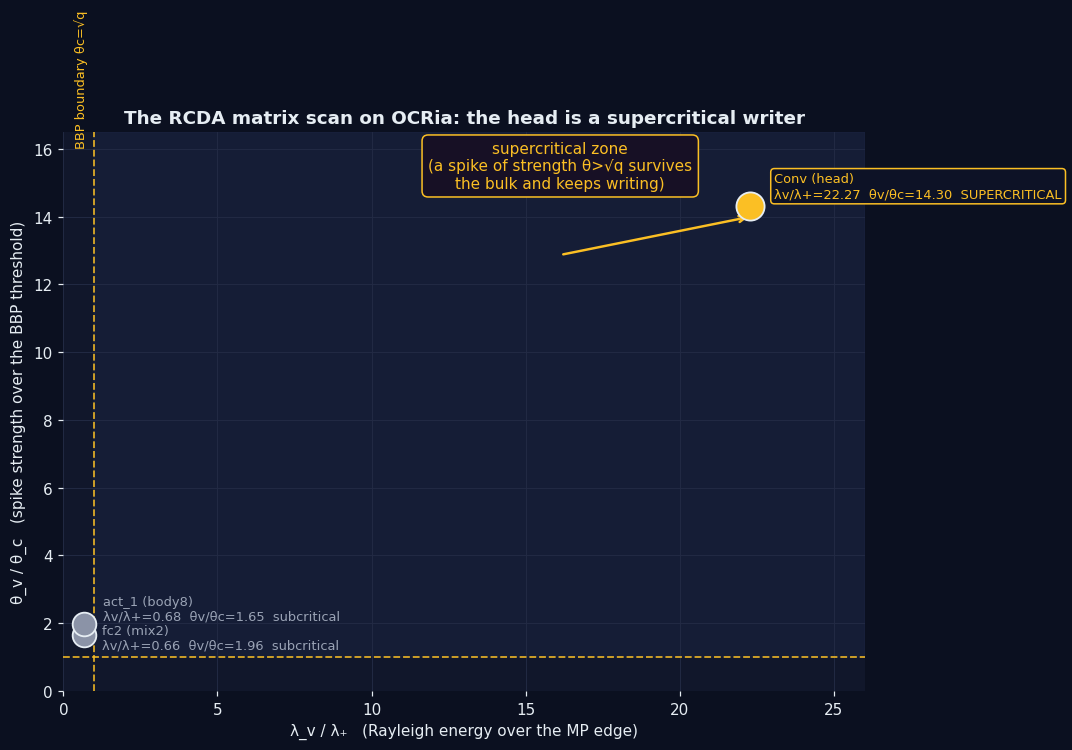 BBP boundary θc=√q
The RCDA matrix scan on OCRia: the head is a supercritical writer
supercritical zone
(a spike of strength θ>√q survives
the bulk and keeps writing)
Conv (head)
λv/λ+=22.27 θv/θc=14.30 SUPERCRITICAL
act_1 (body8)
λv/λ+=0.68 θv/θc=1.65 subcritical
fc2 (mix2)
λv/λ+=0.66 θv/θc=1.96 subcritical
θ_v / θ_c (spike strength over the BBP threshold)
16
14
12
10
8
6
4
2
0
0 5 10 15 20 25
λ_v / λ₊ (Rayleigh energy over the MP edge)